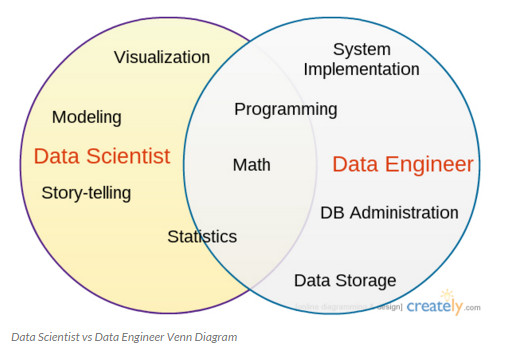 Visualization
System
Implementation
Programming
Modeling
Data Scientist
Math
Data Engineer
Story-telling
DB Administration
Statistics
Data Storage
design]
creately.com
Data Scientist vs Data Engineer Venn Diagram